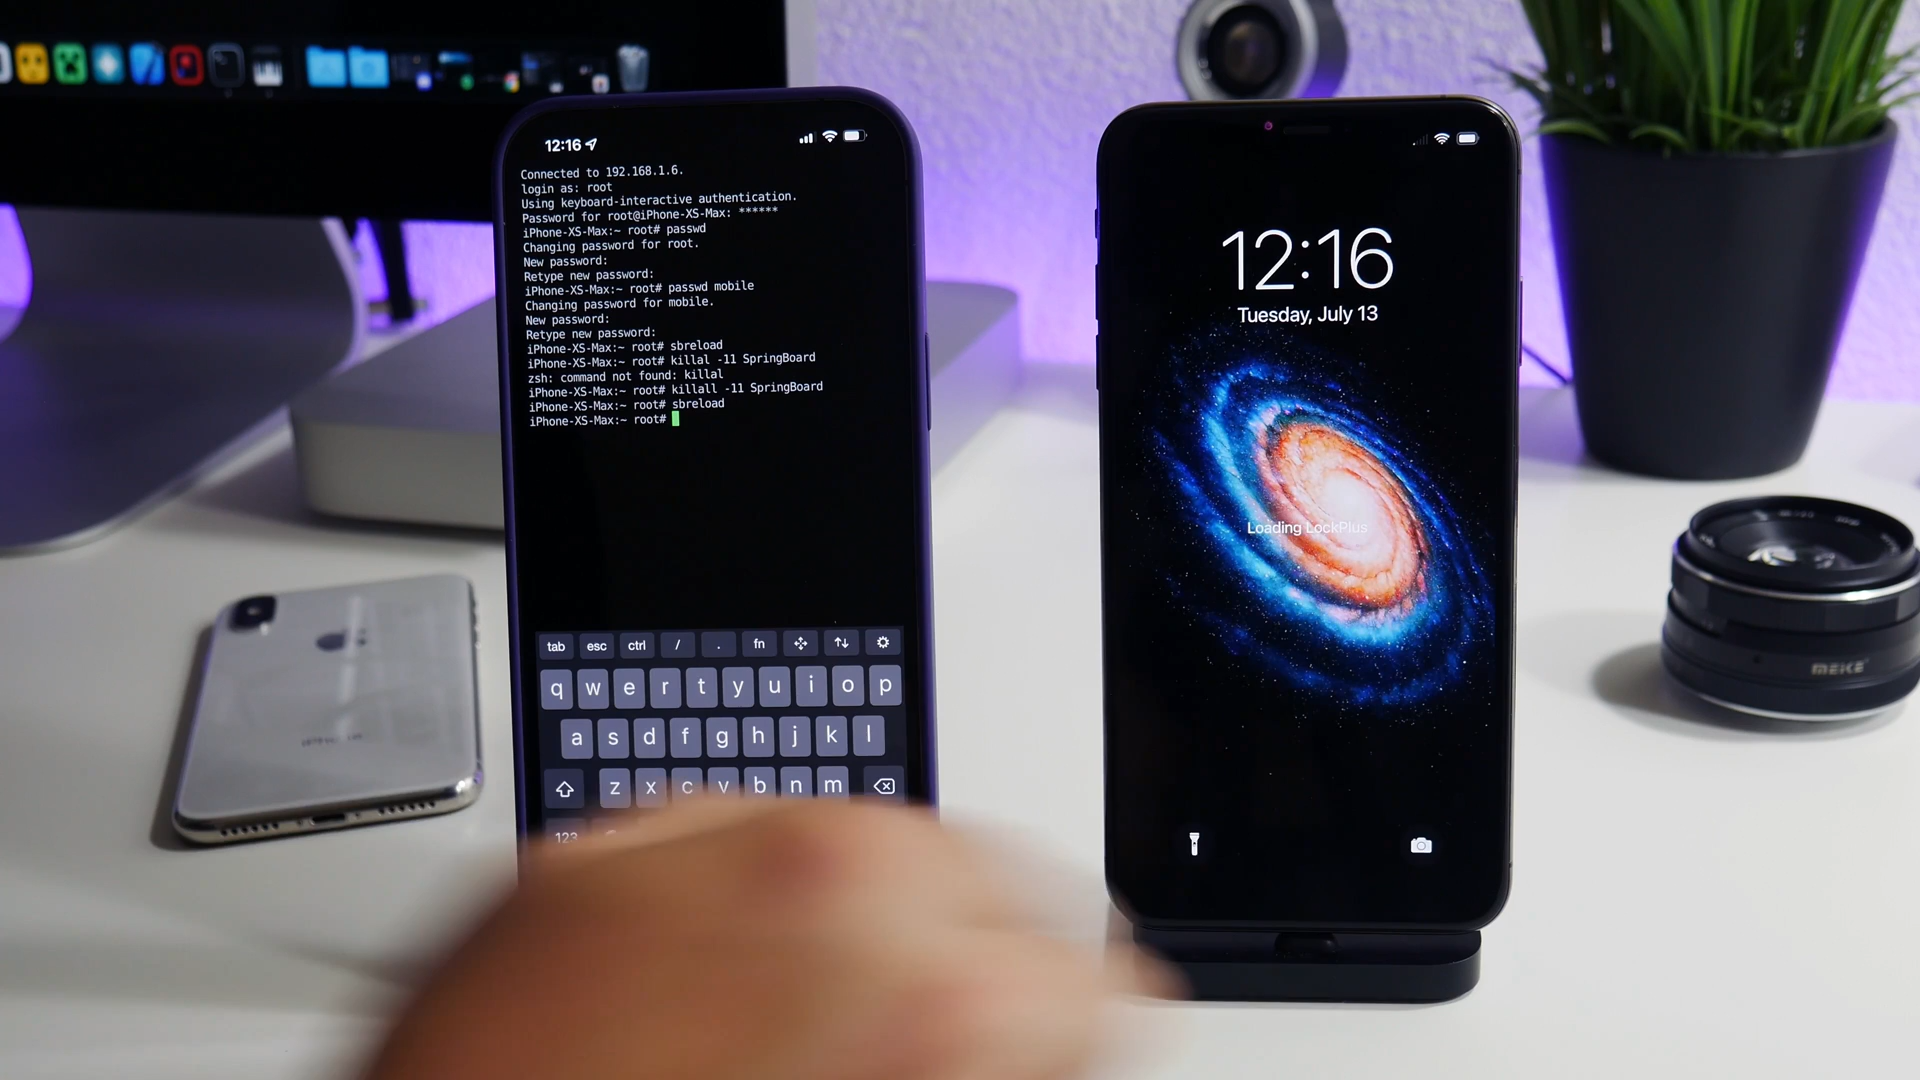 12:16
Connected to 192.168.1.6.
login as: root
Using keyboard-interactive authentication.
Password for root@iPhone-XS-Max: ******
iPhone-XS-Max:~ root# passwd
Changing password for root.
New password:
Retype new password:
iPhone-XS-Max:~ root# passwd mobile
Changing password for mobile.
New password:
Retype new password:
iPhone-XS-Max:~ root# sbreload
iPhone-XS-Max:~ root# killal -11 SpringBoard
zsh: command not found: killal
iPhone-XS-Max:~ root# killall -11 SpringBoard
iPhone-XS-Max:~ root# sbreload
iPhone-XS-Max:~ root#
tab esc ctrl / . fn
q w e r t y u i o p
a s d f g h j k l
z x c v b n m
123
12:16
Tuesday, July 13
Loading LockPlus
MEIKE